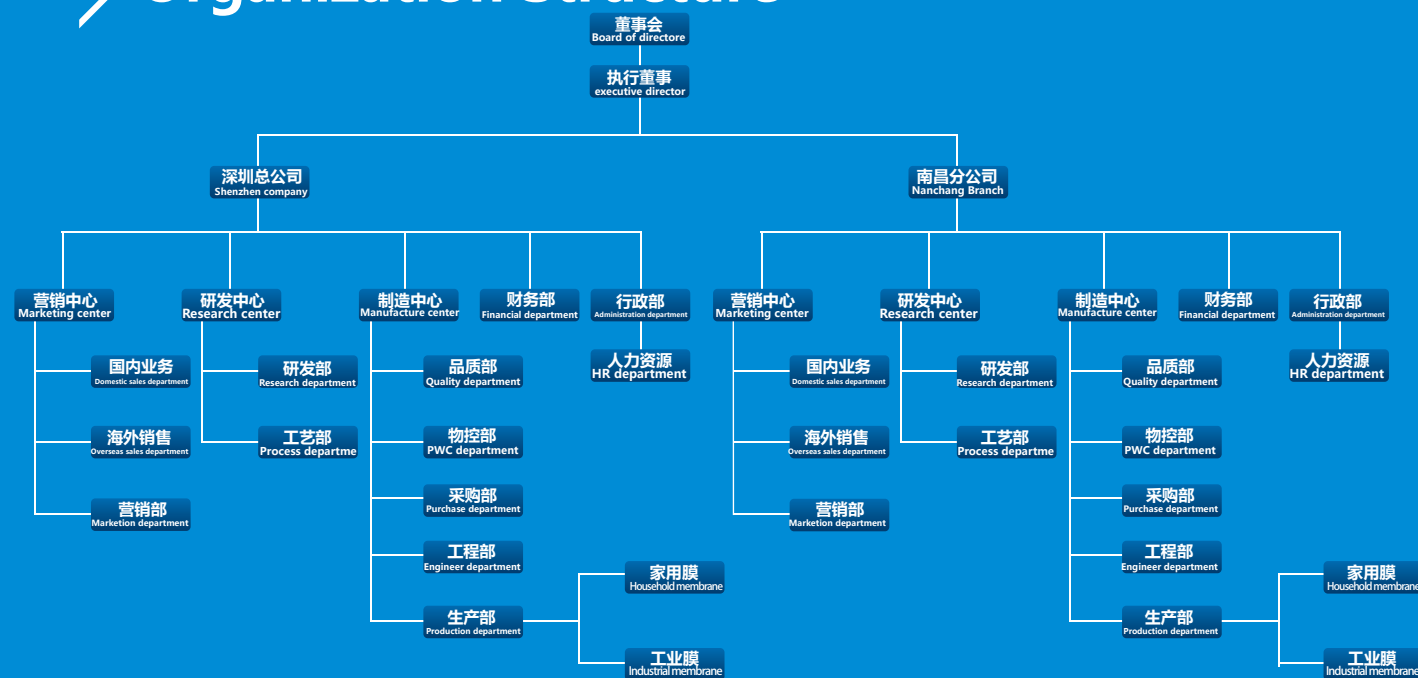 Organization Structure
董事会
Board of directore
执行董事
executive director
深圳总公司
Shenzhen company
南昌分公司
Nanchang Branch
营销中心
Marketing center
研发中心
Research center
制造中心
Manufacture center
财务部
Financial department
行政部
Administration department
营销中心
Marketing center
研发中心
Research center
制造中心
Manufacture center
财务部
Financial department
行政部
Administration department
国内业务
Domestic sales department
研发部
Research department
品质部
Quality department
人力资源
HR department
国内业务
Domestic sales department
研发部
Research department
品质部
Quality department
人力资源
HR department
海外销售
Overseas sales department
工艺部
Process departme
物控部
PWC department
海外销售
Overseas sales department
工艺部
Process departme
物控部
PWC department
营销部
Marketion department
采购部
Purchase department
营销部
Marketion department
采购部
Purchase department
工程部
Engineer department
工程部
Engineer department
家用膜
Household membrane
家用膜
Household membrane
生产部
Production department
生产部
Production department
工业膜
Industrial membrane
工业膜
Industrial membrane